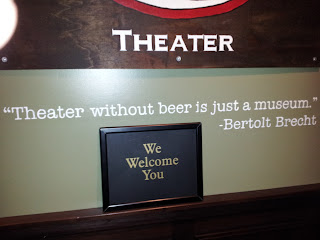 THEATER
“Theater without beer is just a museum.”
-Bertolt Brecht
We
Welcome
You